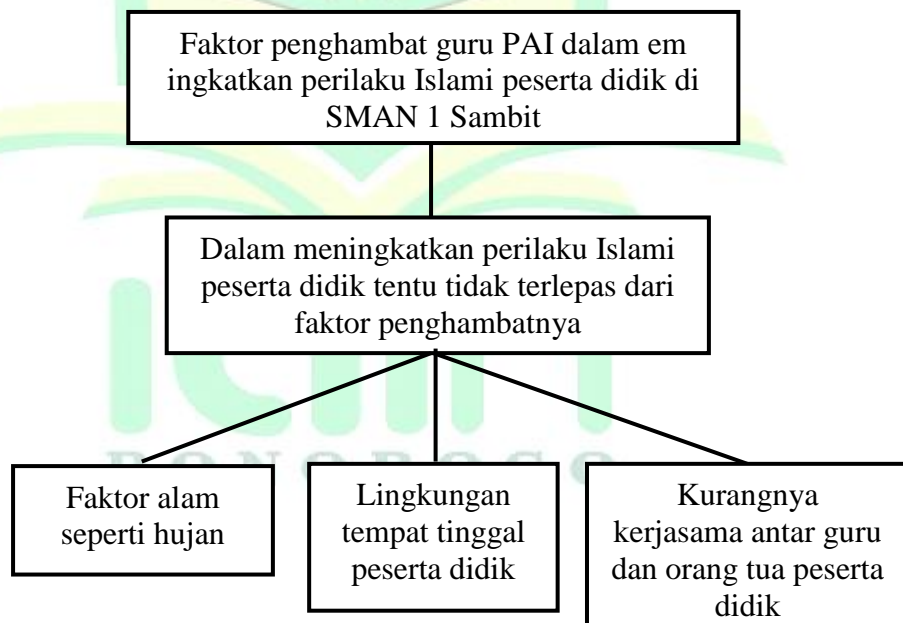 Faktor penghambat guru PAI dalam em
ingkatkan perilaku Islami peserta didik di
SMAN 1 Sambit
Dalam meningkatkan perilaku Islami
peserta didik tentu tidak terlepas dari
faktor penghambatnya
Faktor alam
seperti hujan
Lingkungan
tempat tinggal
peserta didik
Kurangnya
kerjasama antar guru
dan orang tua peserta
didik
IAIN
PONOROGO